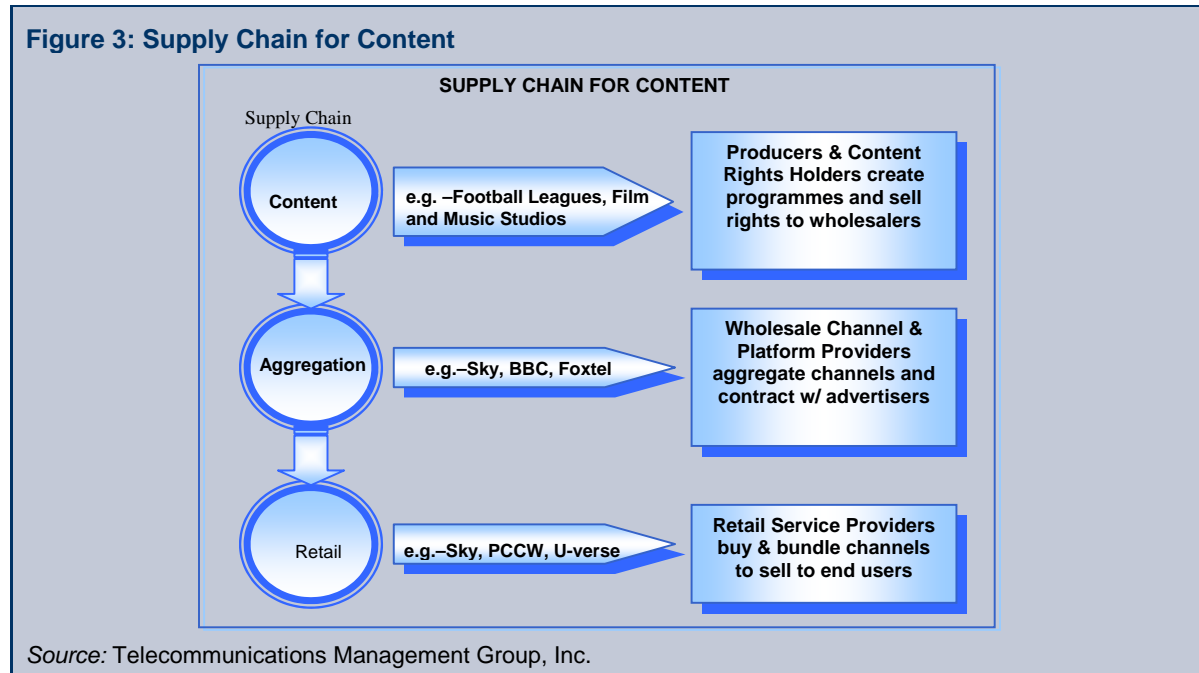 Figure 3: Supply Chain for Content
SUPPLY CHAIN FOR CONTENT
Supply Chain
Content
e.g. –Football Leagues, Film
and Music Studios
Producers & Content
Rights Holders create
programmes and sell
rights to wholesalers
Aggregation
e.g.–Sky, BBC, Foxtel
Wholesale Channel &
Platform Providers
aggregate channels and
contract w/ advertisers
Retail
e.g.–Sky, PCCW, U-verse
Retail Service Providers
buy & bundle channels
to sell to end users
Source: Telecommunications Management Group, Inc.